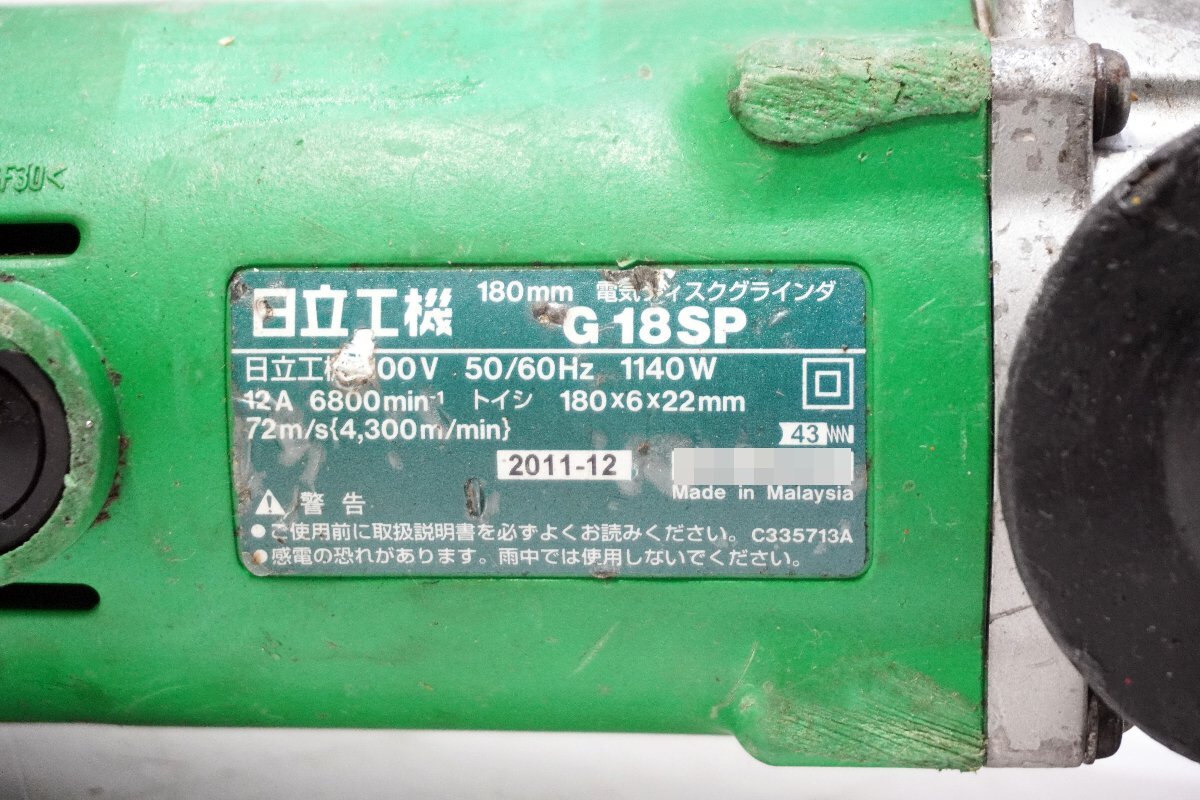 F30<
180mm 電気ディスクグラインダ
日立工機 G 18SP
日立工機 100V 50/60Hz 1140W
12A 6800min-1 トイシ 180×6×22mm
72m/s{4,300m/min}
43
2011-12
Made in Malaysia
警告
●ご使用前に取扱説明書を必ずよくお読みください。 C335713A
●感電の恐れがあります。雨中では使用しないでください。